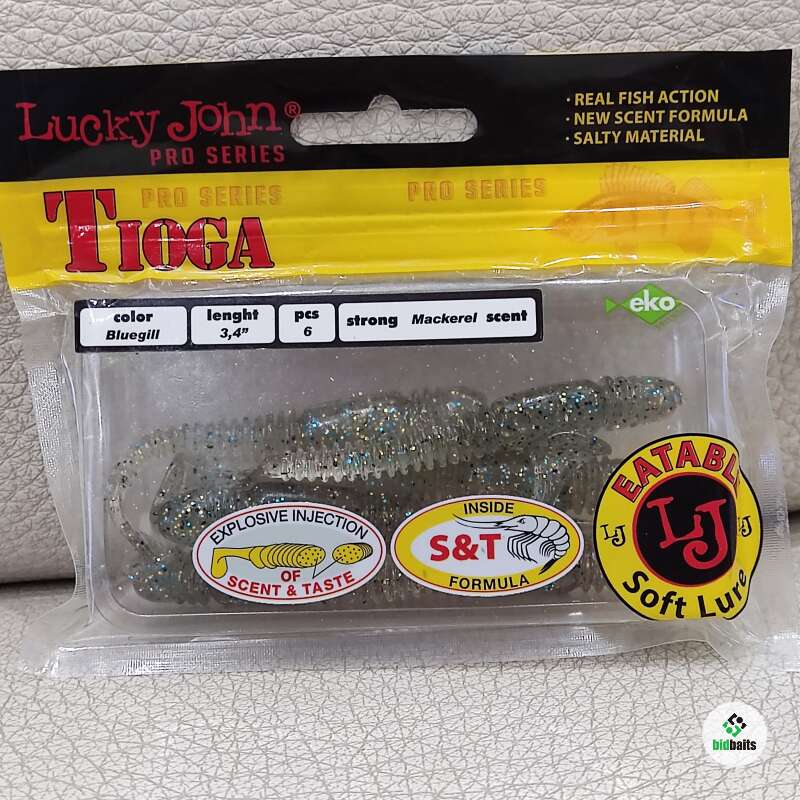 Lucky John®
PRO SERIES
· REAL FISH ACTION
· NEW SCENT FORMULA
· SALTY MATERIAL
PRO SERIES
PRO SERIES
TIOGA
color
Bluegill
lenght
3,4"
pcs
6
strong Mackerel scent
eko
EXPLOSIVE INJECTION
OF
SCENT & TASTE
INSIDE
S&T
FORMULA
LJ
LJ
LJ
Soft Lure
bidbaits